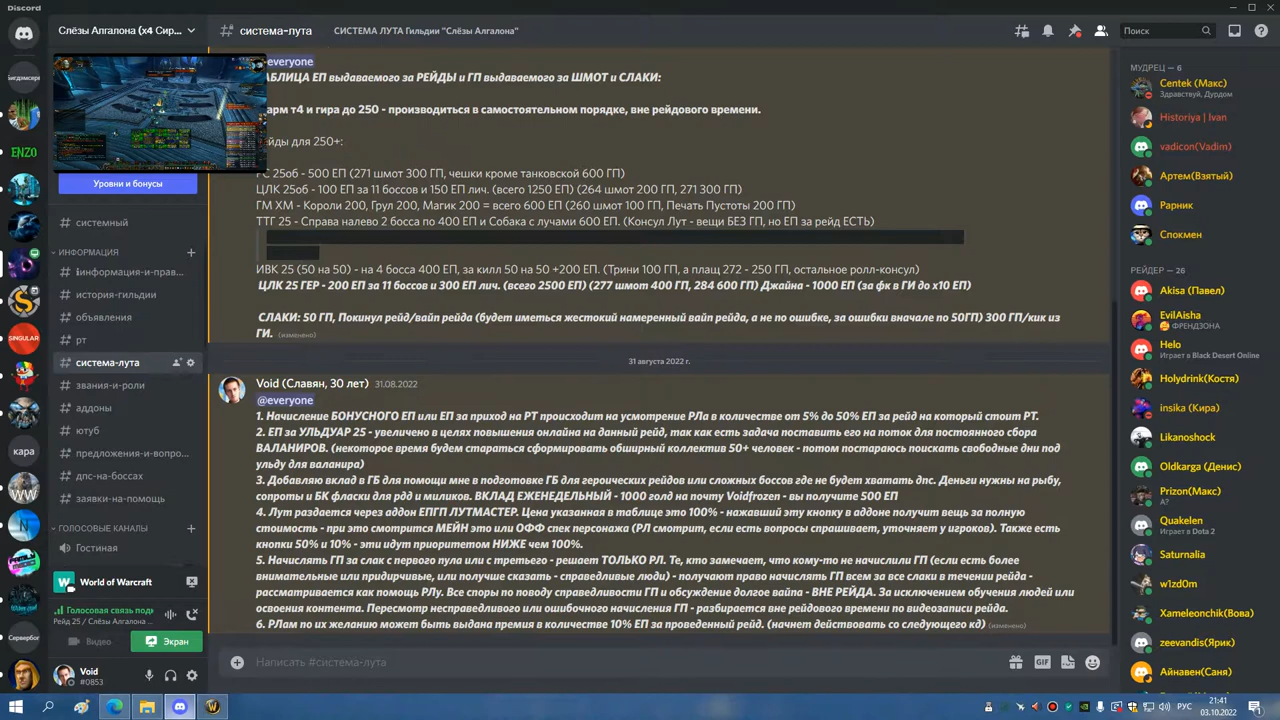 Discord
Слёзы Алгалона (x4 Сир...
система-лута
СИСТЕМА ЛУТА Гильдии "Слёзы Алгалона"
Поиск
Бегдэмсерв
ENZO
SINGULAR
кара
WW
Сервербот
Уровни и бонусы
системный
ИНФОРМАЦИЯ
информация-и-прав...
история-гильдии
объявления
рт
система-лута
звания-и-роли
аддоны
ютуб
предложения-и-вопро...
дпс-на-боссах
заявки-на-помощь
ГОЛОСОВЫЕ КАНАЛЫ
Гостиная
World of Warcraft
Голосовая связь подк
Рейд 25 / Слёзы Алгалона ...
Видео
Экран
Void
#0853
@everyone
АБЛИЦА ЕП выдаваемого за РЕЙДЫ и ГП выдаваемого за ШМОТ и СЛАКИ:
арм т4 и гира до 250 - производиться в самостоятельном порядке, вне рейдового времени.
йды для 250+:
РС 25об - 500 ЕП (271 шмот 300 ГП, чешки кроме танковской 600 ГП)
ЦЛК 25об - 100 ЕП за 11 боссов и 150 ЕП лич. (всего 1250 ЕП) (264 шмот 200 ГП, 271 300 ГП)
ГМ ХМ - Короли 200, Грул 200, Магик 200 = всего 600 ЕП (260 шмот 100 ГП, Печать Пустоты 200 ГП)
ТТГ 25 - Справа налево 2 босса по 400 ЕП и Собака с лучами 600 ЕП. (Консул Лут - вещи БЕЗ ГП, но ЕП за рейд ЕСТЬ)
ИВК 25 (50 на 50) - на 4 босса 400 ЕП, за килл 50 на 50 +200 ЕП. (Трини 100 ГП, а плащ 272 - 250 ГП, остальное ролл-консул)
ЦЛК 25 ГЕР - 200 ЕП за 11 боссов и 300 ЕП лич. (всего 2500 ЕП) (277 шмот 400 ГП, 284 600 ГП) Джайна - 1000 ЕП (за фк в ГИ до х10 ЕП)
СЛАКИ: 50 ГП, Покинул рейд/вайп рейда (будет иметься жестокий намеренный вайп рейда, а не по ошибке, за ошибки вначале по 50ГП) 300 ГП/кик из
ГИ. (изменено)
31 августа 2022 г.
Void (Славян, 30 лет) 31.08.2022
@everyone
1. Начисление БОНУСНОГО ЕП или ЕП за приход на РТ происходит на усмотрение РЛа в количестве от 5% до 50% ЕП за рейд на который стоит РТ.
2. ЕП за УЛЬДУАР 25 - увеличено в целях повышения онлайна на данный рейд, так как есть задача поставить его на поток для постоянного сбора
ВАЛАНИРОВ. (некоторое время будем стараться сформировать обширный коллектив 50+ человек - потом постараюсь поискать свободные дни под
ульду для валанира)
3. Добавляю вклад в ГБ для помощи мне в подготовке ГБ для героических рейдов или сложных боссов где не будет хватать дпс. Деньги нужны на рыбу,
сопроты и БК фласки для рдд и миликов. ВКЛАД ЕЖЕНЕДЕЛЬНЫЙ - 1000 голд на почту Voidfrozen - вы получите 500 ЕП
4. Лут раздается через аддон ЕПГП ЛУТМАСТЕР. Цена указанная в таблице это 100% - нажавший эту кнопку в аддоне получит вещь за полную
стоимость - при это смотрится МЕЙН это или ОФФ спек персонажа (РЛ смотрит, если есть вопросы спрашивает, уточняет у игроков). Также есть
кнопки 50% и 10% - эти идут приоритетом НИЖЕ чем 100%.
5. Начислять ГП за слак с первого пула или с третьего - решает ТОЛЬКО РЛ. Те, кто замечает, что кому-то не начислили ГП (если есть более
внимательные или придирчивые, или получше сказать - справедливые люди) - получают право начислять ГП всем за все слаки в течении рейда -
рассматривается как помощь РЛу. Все споры по поводу справедливости ГП и обсуждение долгое вайпа - ВНЕ РЕЙДА. За исключением обучения людей или
освоения контента. Пересмотр несправедливого или ошибочного начисления ГП - разбирается вне рейдового времени по видеозаписи рейда.
6. РЛам по их желанию может быть выдана премия в количестве 10% ЕП за проведенный рейд. (начнет действовать со следующего кд) (изменено)
Написать #система-лута
GIF
МУДРЕЦ — 6
Centek (Макс)
Здравствуй, Дурдом
Historiya | Ivan
vadicon(Vadim)
Артем(Взятый)
Рарник
Спокмен
РЕЙДЕР — 26
Akisa (Павел)
EvilAisha
ФРЕНДЗОНА
Helo
Играет в Black Desert Online
Holydrink(Костя)
insika (Кира)
Likanoshock
Oldkarga (Денис)
Prizon(Макс)
А?
Quakelen
Играет в Dota 2
Saturnalia
w1zd0m
Xameleonchik(Вова)
zeevandis(Ярик)
Айнавен(Саня)
РУС
21:41
03.10.2022